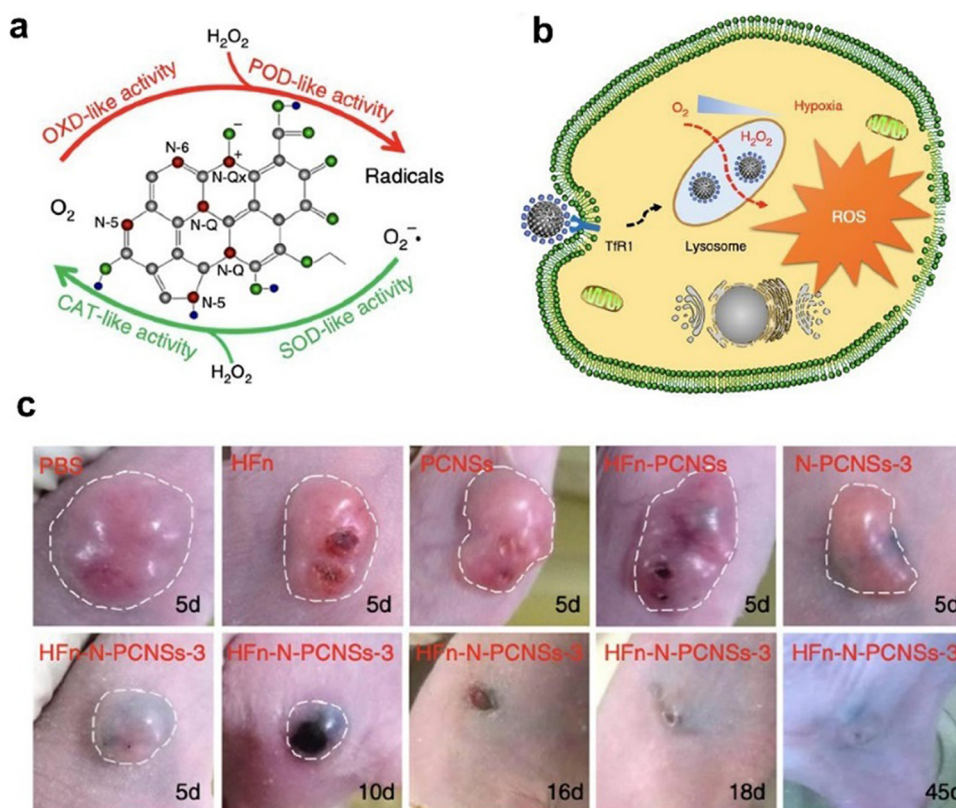 a
H2O2
OXD-like activity
POD-like activity
N-6
N-Qx
Radicals
O2
N-5
N-Q
N-Q
O2−·
N-5
CAT-like activity
SOD-like activity
H2O2
b
O2
Hypoxia
H2O2
ROS
TfR1
Lysosome
c
PBS
5d
HFn
5d
PCNSs
5d
HFn-PCNSs
5d
N-PCNSs-3
5d
HFn-N-PCNSs-3
5d
HFn-N-PCNSs-3
10d
HFn-N-PCNSs-3
16d
HFn-N-PCNSs-3
18d
HFn-N-PCNSs-3
45d